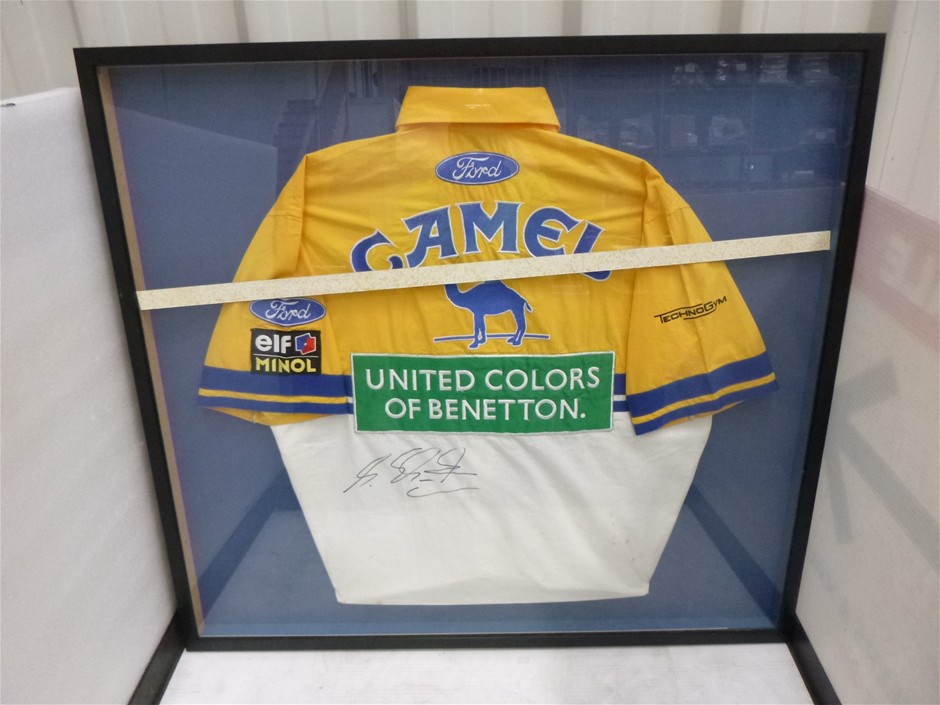 Ford
CAMEL
Ford
TECHNOGYM
elf
MINOL
UNITED COLORS
OF BENETTON.